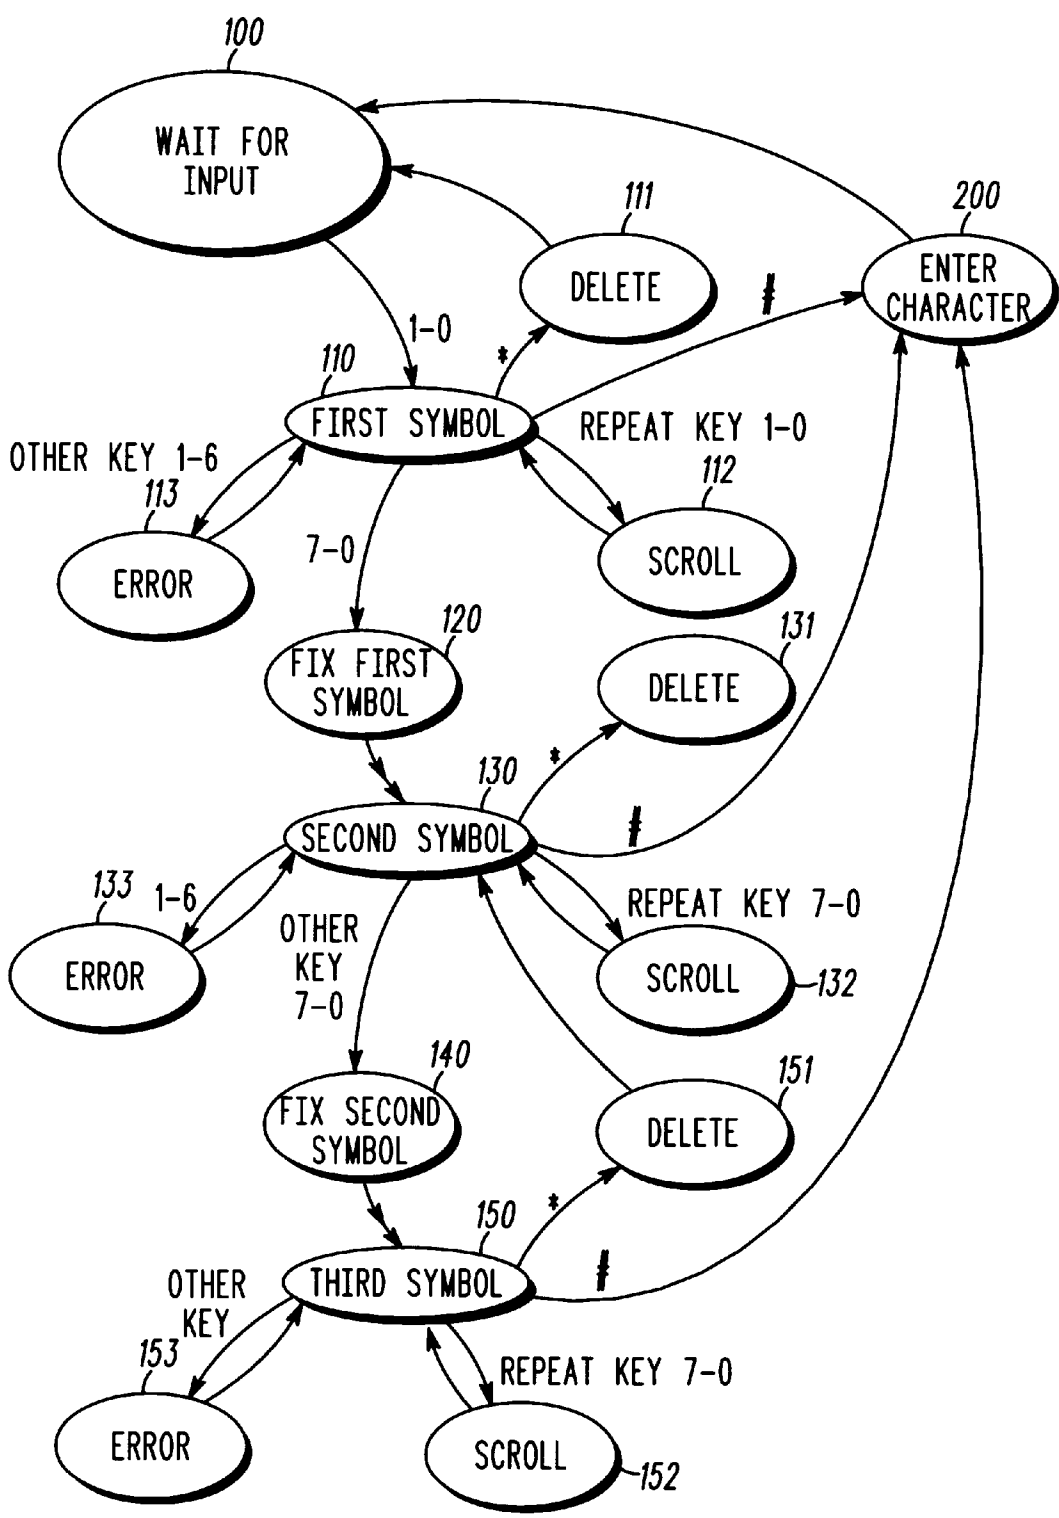 100
WAIT FOR
INPUT
111
DELETE
200
ENTER
CHARACTER
#
1-0
*
110
FIRST SYMBOL
REPEAT KEY 1-0
OTHER KEY 1-6
113
ERROR
112
SCROLL
7-0
120
FIX FIRST
SYMBOL
131
DELETE
*
130
SECOND SYMBOL
#
133
1-6
ERROR
REPEAT KEY 7-0
SCROLL
132
OTHER
KEY
7-0
140
FIX SECOND
SYMBOL
151
DELETE
*
150
THIRD SYMBOL
#
OTHER
KEY
153
ERROR
REPEAT KEY 7-0
SCROLL
152